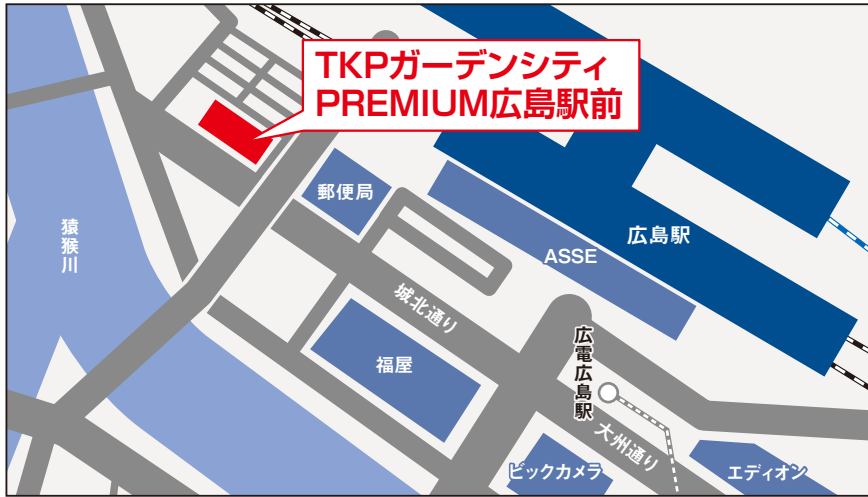 TKPガーデンシティ
PREMIUM広島駅前
郵便局
猿猴川
広島駅
ASSE
城北通り
広電広島駅
福屋
大州通り
ビックカメラ
エディオン